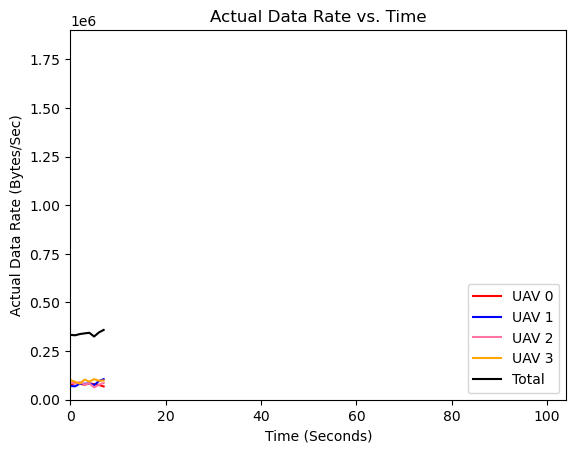 Actual Data Rate vs. Time
1e6
1.75
1.50
1.25
1.00
0.75
0.50
0.25
0.00
Actual Data Rate (Bytes/Sec)
0 20 40 60 80 100
Time (Seconds)
UAV 0
UAV 1
UAV 2
UAV 3
Total